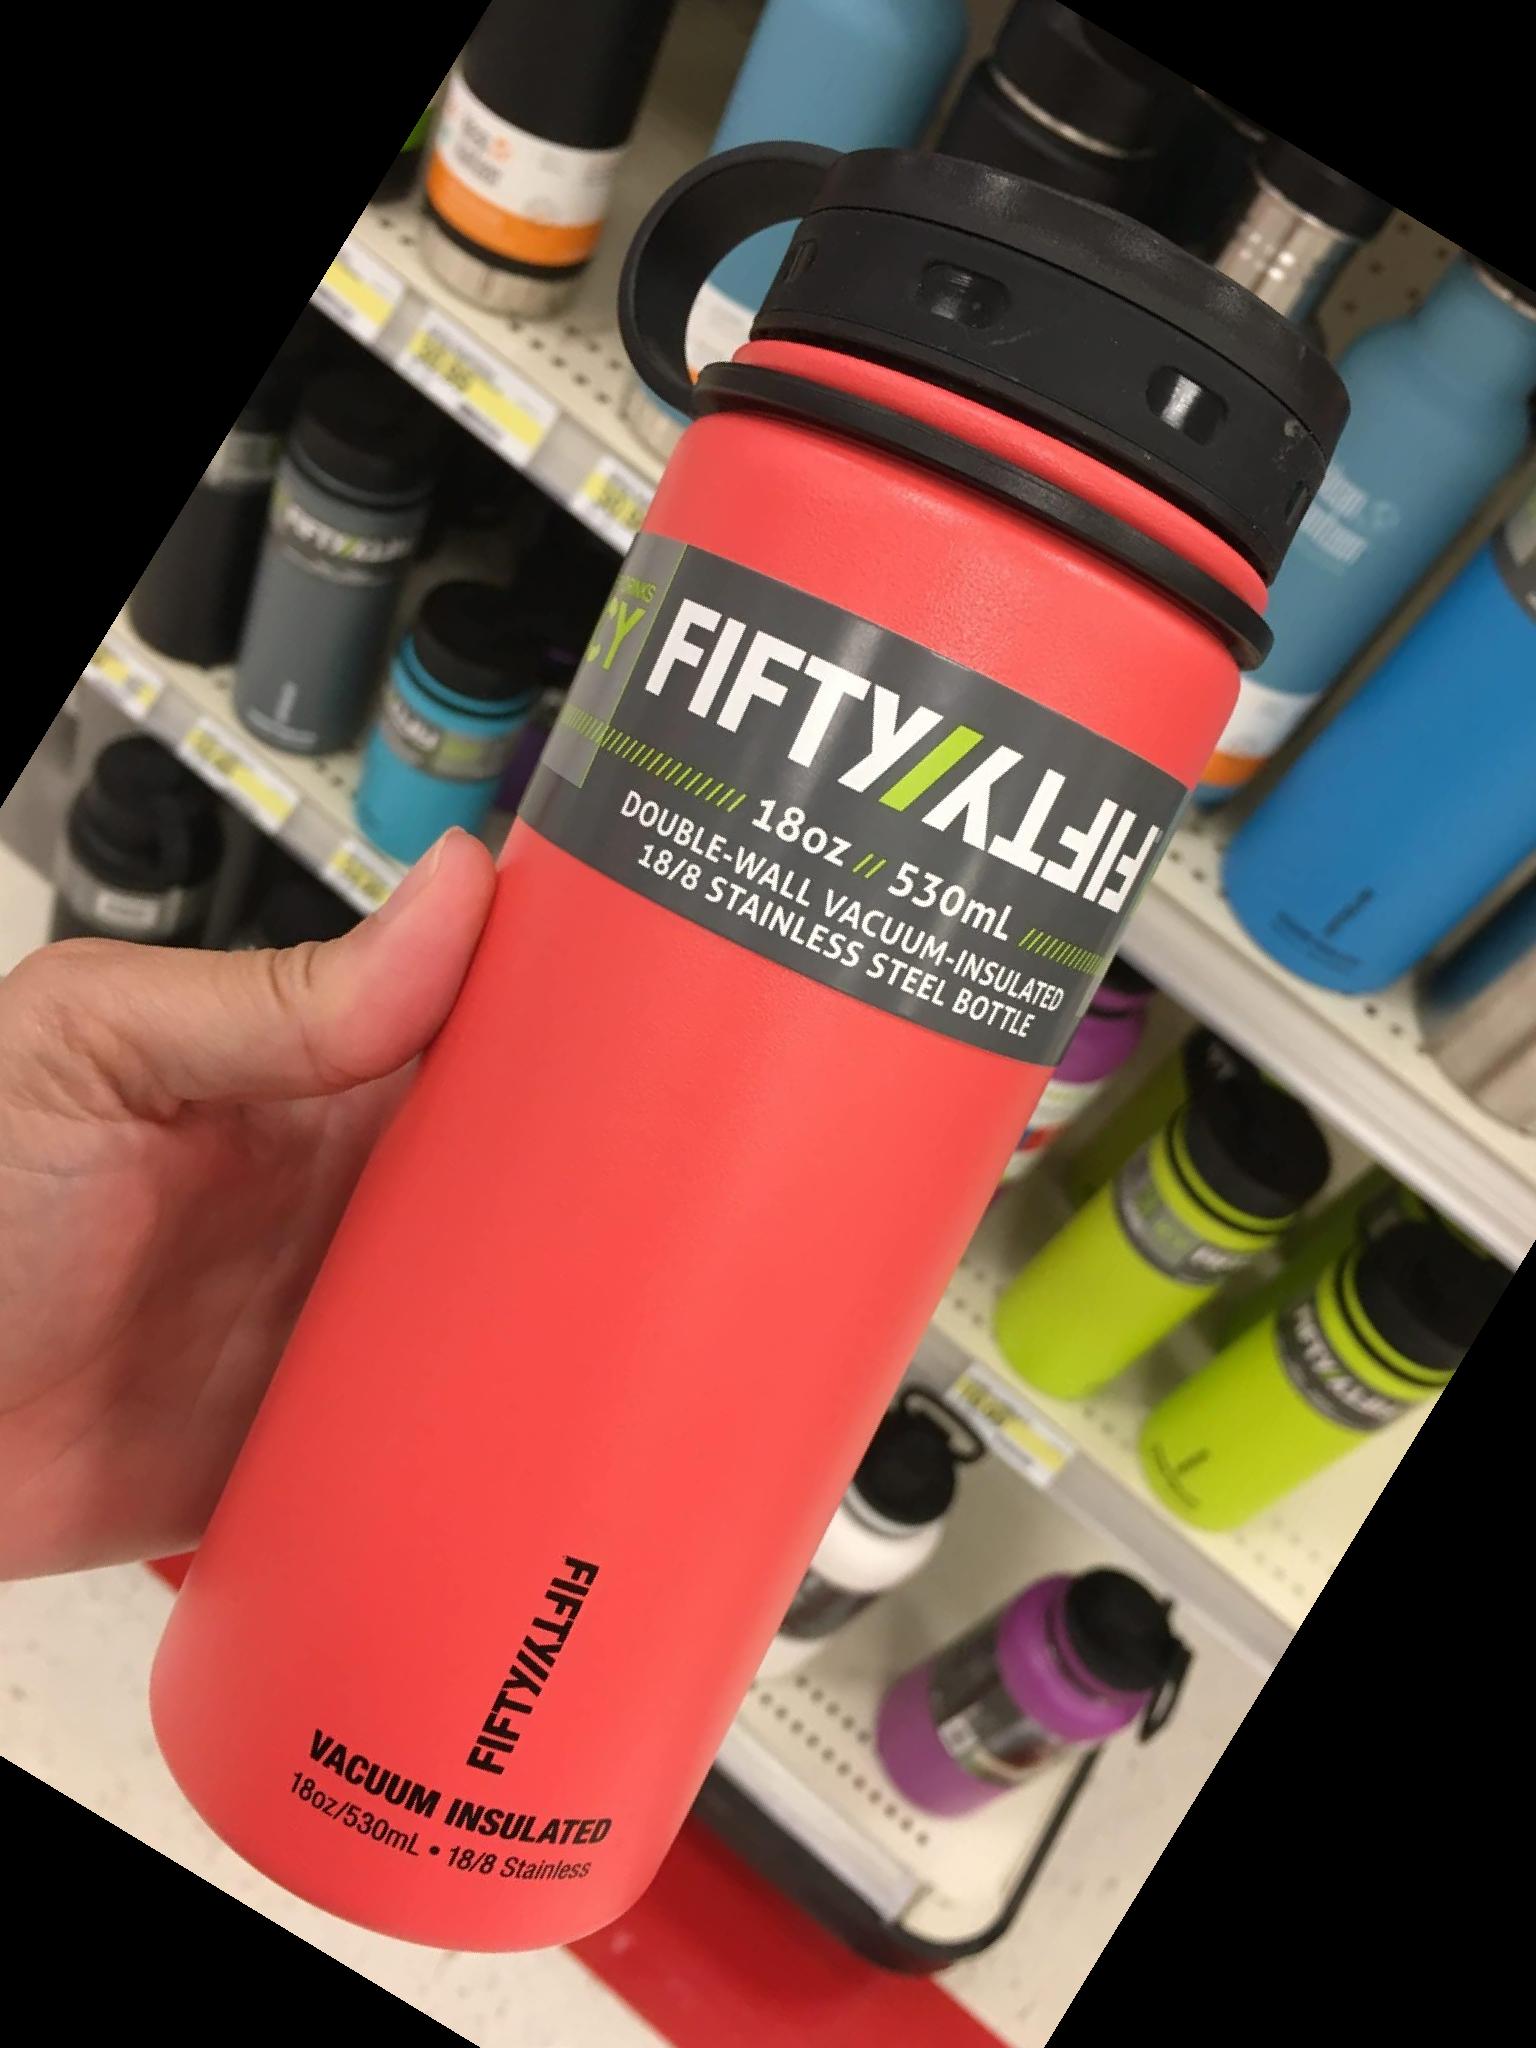 FIFTY//FIFTY
18oz // 530mL
DOUBLE-WALL VACUUM-INSULATED
18/8 STAINLESS STEEL BOTTLE
FIFTY//FIFTY
VACUUM INSULATED
18oz/530mL • 18/8 Stainless